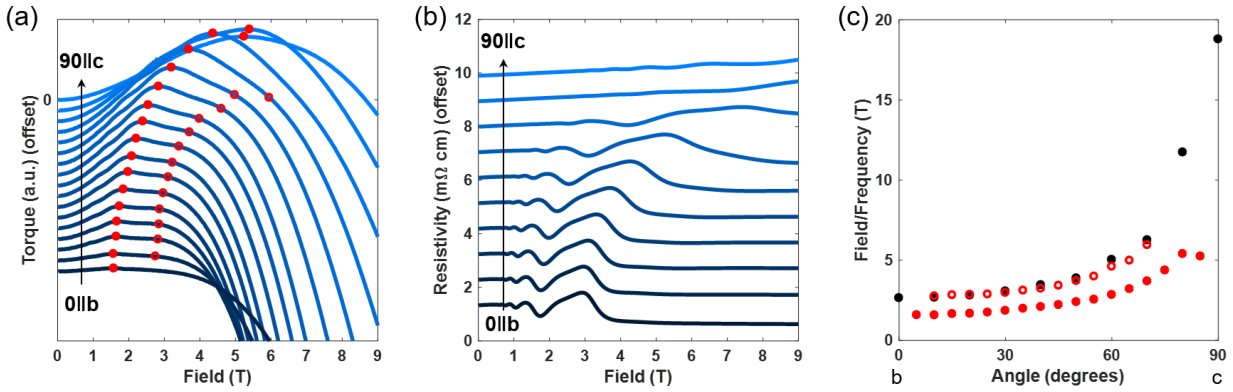 (a)
Torque (a.u.) (offset)
0
90||c
0||b
0 1 2 3 4 5 6 7 8 9
Field (T)
(b)
Resistivity (mΩ cm) (offset)
12
10
8
6
4
2
0
90||c
0||b
0 1 2 3 4 5 6 7 8 9
Field (T)
(c)
Field/Frequency (T)
20
15
10
5
0
0 30 60 90
b c
Angle (degrees)